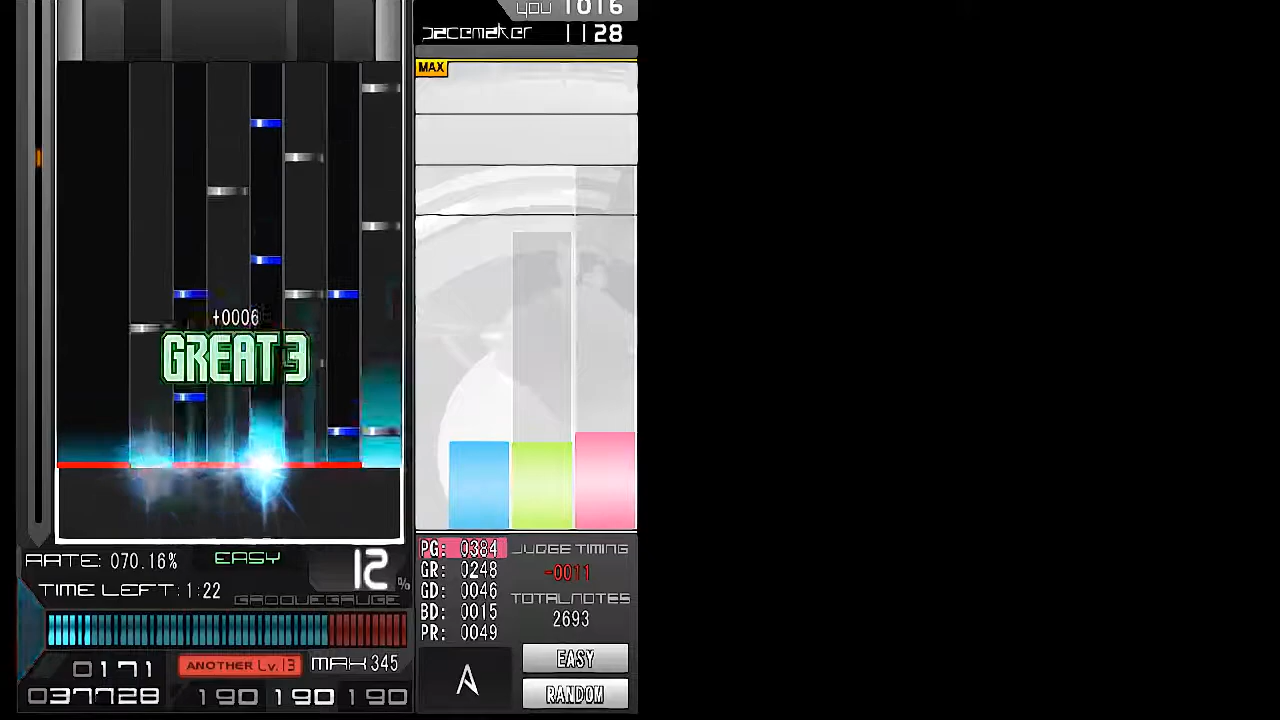 you 1016
pacemaker 1128
MAX
+0006
GREAT 3
RATE: 070.16% EASY 12%
TIME LEFT: 1:22
GROOVEGAUGE
0171 ANOTHER Lv.13 MAX 345
037728 190 190 190
PG: 0384
GR: 0248
GD: 0046
BD: 0015
PR: 0049
JUDGE TIMING
-0011
TOTALNOTES
2693
A
EASY
RANDOM